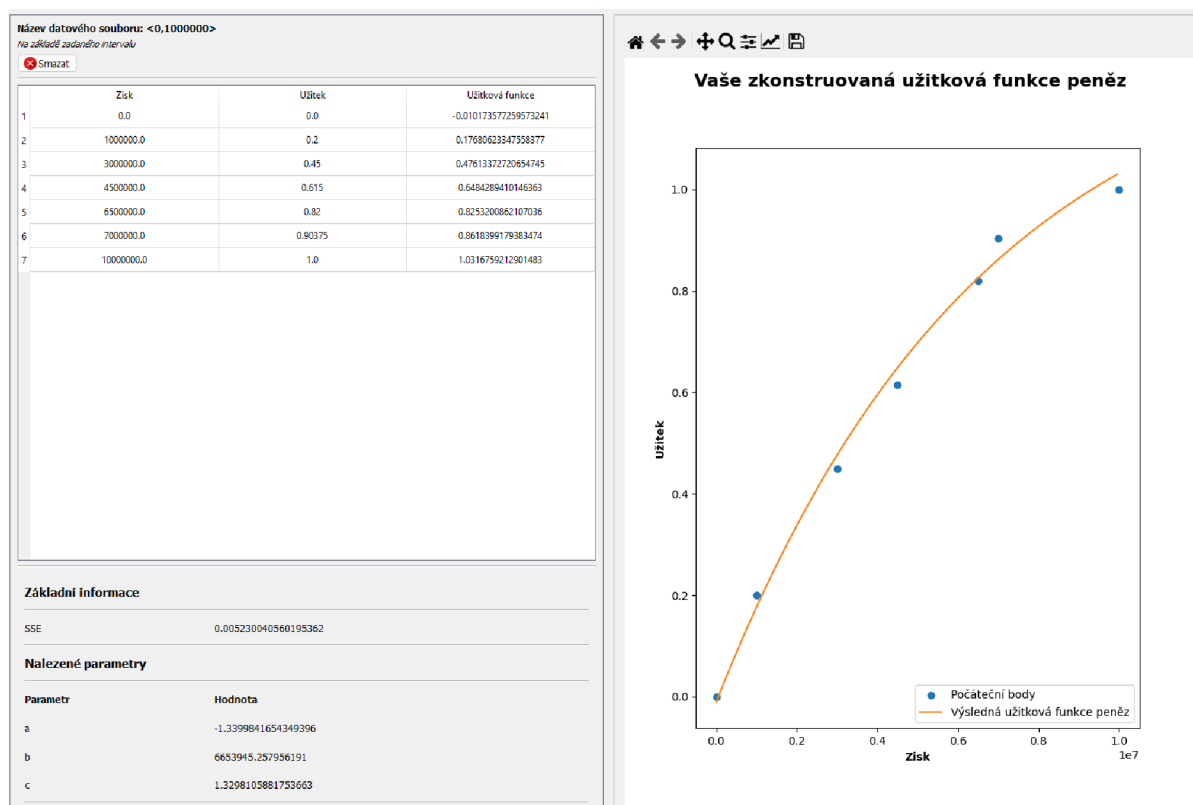 Název datového souboru: <0,1000000>
Na základě zadaného intervalu
Smazat
Zisk Užitek Užitková funkce
1 0.0 0.0 -0.010173577259573241
2 1000000.0 0.2 0.17680623347558377
3 3000000.0 0.45 0.47613372720654745
4 4500000.0 0.615 0.6484289410146363
5 6500000.0 0.82 0.8253200862107036
6 7000000.0 0.90375 0.8618399179383474
7 10000000.0 1.0 1.0316759212901483
Základní informace
SSE 0.005230040560195362
Nalezené parametry
Parametr Hodnota
a -1.3399841654349396
b 6653945.257956191
c 1.3298105881753663
Vaše zkonstruovaná užitková funkce peněz
1.0
0.8
0.6
0.4
0.2
0.0
Užitek
Počáteční body
Výsledná užitková funkce peněz
0.0 0.2 0.4 0.6 0.8 1.0
1e7
Zisk